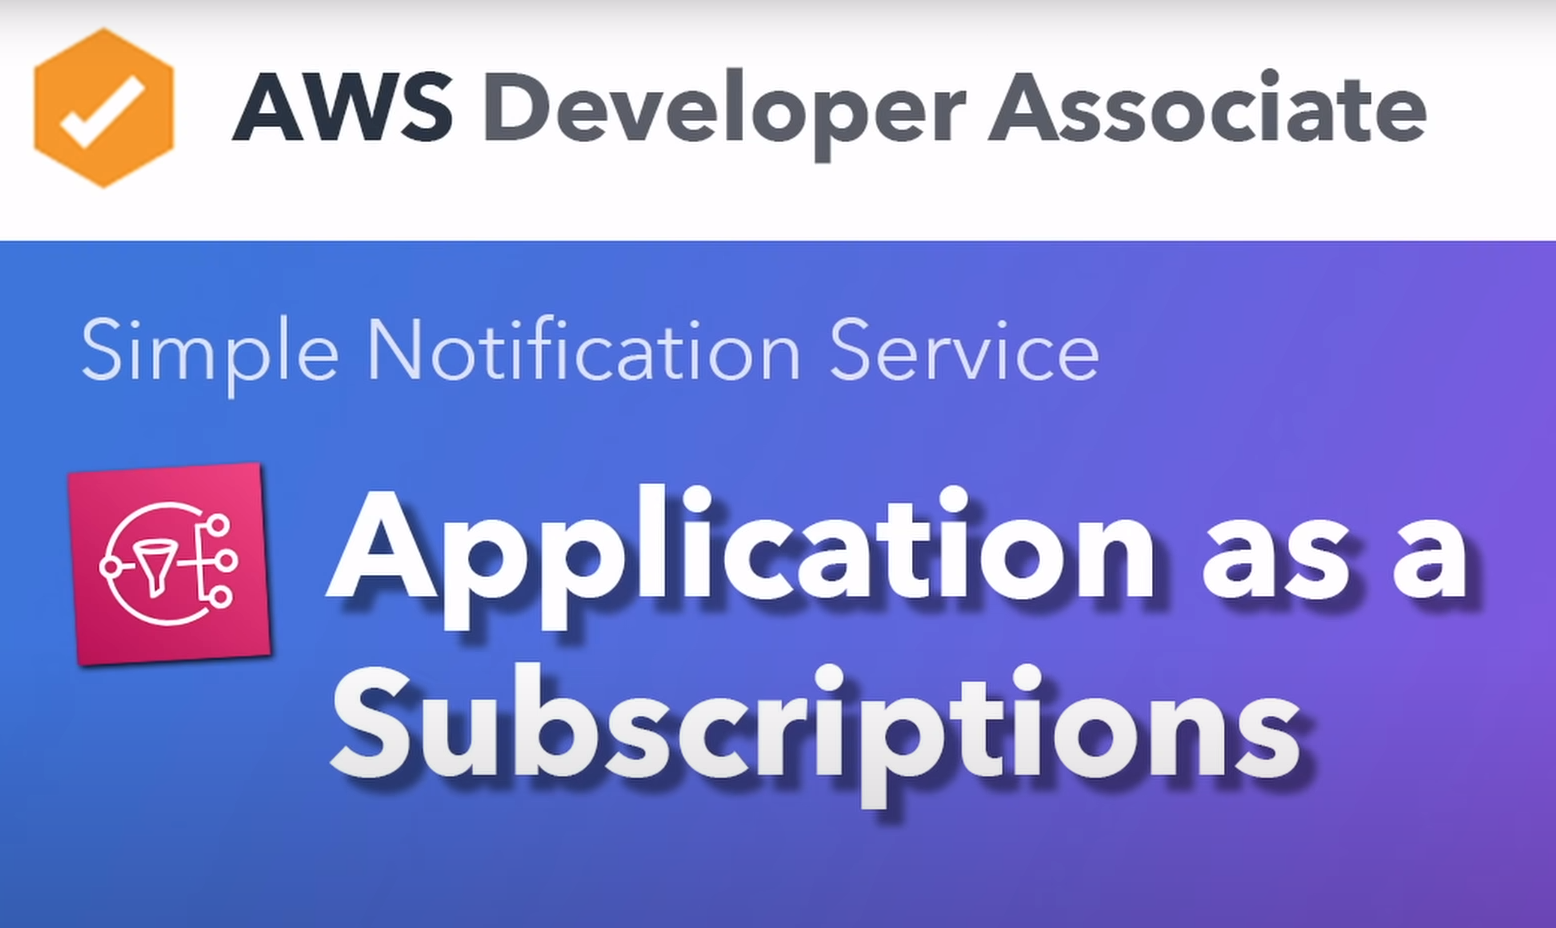 AWS Developer Associate
Simple Notification Service
Application as a
Subscriptions